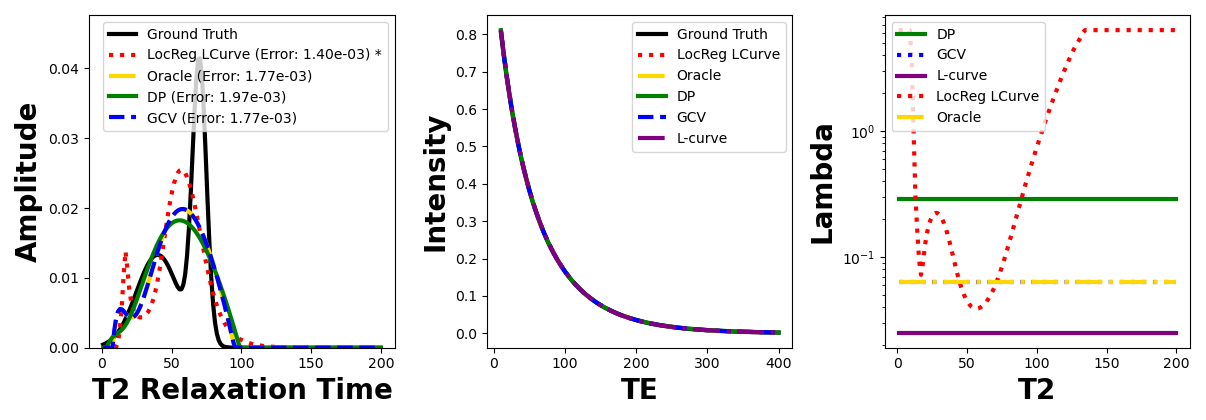 Amplitude
0.04
0.03
0.02
0.01
0.00
Ground Truth
LocReg LCurve (Error: 1.40e-03) *
Oracle (Error: 1.77e-03)
DP (Error: 1.97e-03)
GCV (Error: 1.77e-03)
0 50 100 150 200
T2 Relaxation Time
Intensity
0.8
0.7
0.6
0.5
0.4
0.3
0.2
0.1
0.0
Ground Truth
LocReg LCurve
Oracle
DP
GCV
L-curve
0 100 200 300 400
TE
Lambda
10⁰
10⁻¹
DP
GCV
L-curve
LocReg LCurve
Oracle
0 50 100 150 200
T2